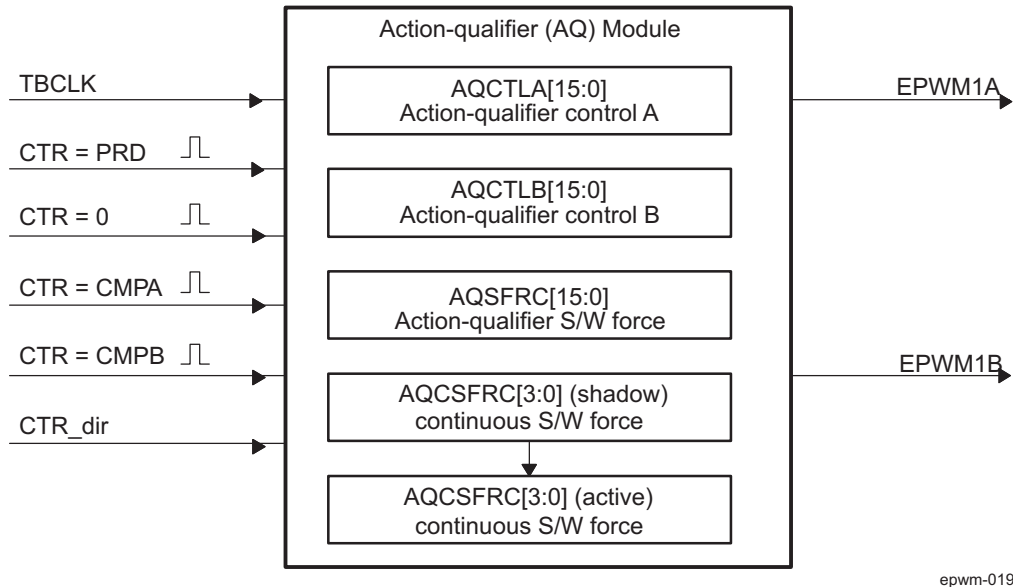 Action-qualifier (AQ) Module
TBCLK
CTR = PRD
CTR = 0
CTR = CMPA
CTR = CMPB
CTR_dir
AQCTLA[15:0]
Action-qualifier control A
AQCTLB[15:0]
Action-qualifier control B
AQSFRC[15:0]
Action-qualifier S/W force
AQCSFRC[3:0] (shadow)
continuous S/W force
AQCSFRC[3:0] (active)
continuous S/W force
EPWM1A
EPWM1B
epwm-019